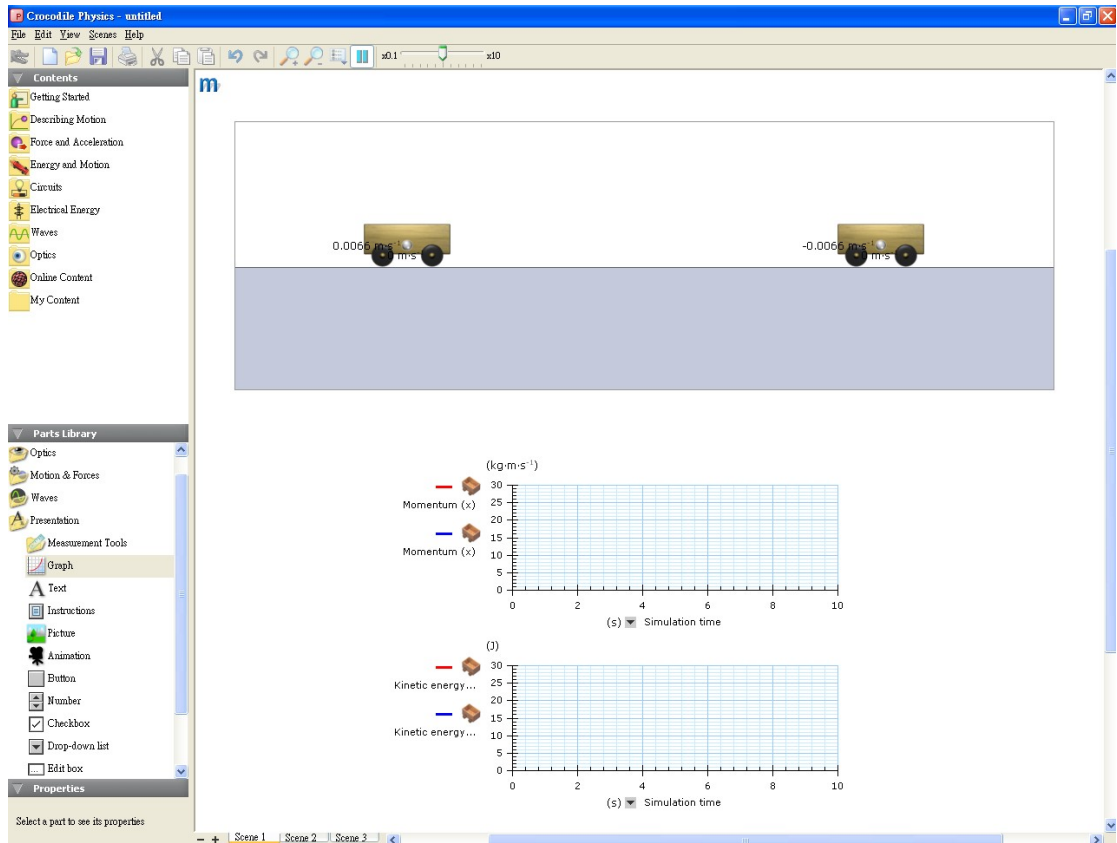 Crocodile Physics - untitled
File Edit View Scenes Help
x0.1 x10
Contents
Getting Started
Describing Motion
Force and Acceleration
Energy and Motion
Circuits
Electrical Energy
Waves
Optics
Online Content
My Content
Parts Library
Optics
Motion & Forces
Waves
Presentation
Measurement Tools
Graph
Text
Instructions
Picture
Animation
Button
Number
Checkbox
Drop-down list
Edit box
Properties
Select a part to see its properties
m
0.0066 m·s⁻¹
0 m·s
-0.0066 m·s⁻¹
0 m·s
(kg·m·s⁻¹)
Momentum (x)
Momentum (x)
30
25
20
15
10
5
0
0 2 4 6 8 10
(s) Simulation time
(J)
Kinetic energy...
Kinetic energy...
30
25
20
15
10
5
0
0 2 4 6 8 10
(s) Simulation time
- + Scene 1 Scene 2 Scene 3